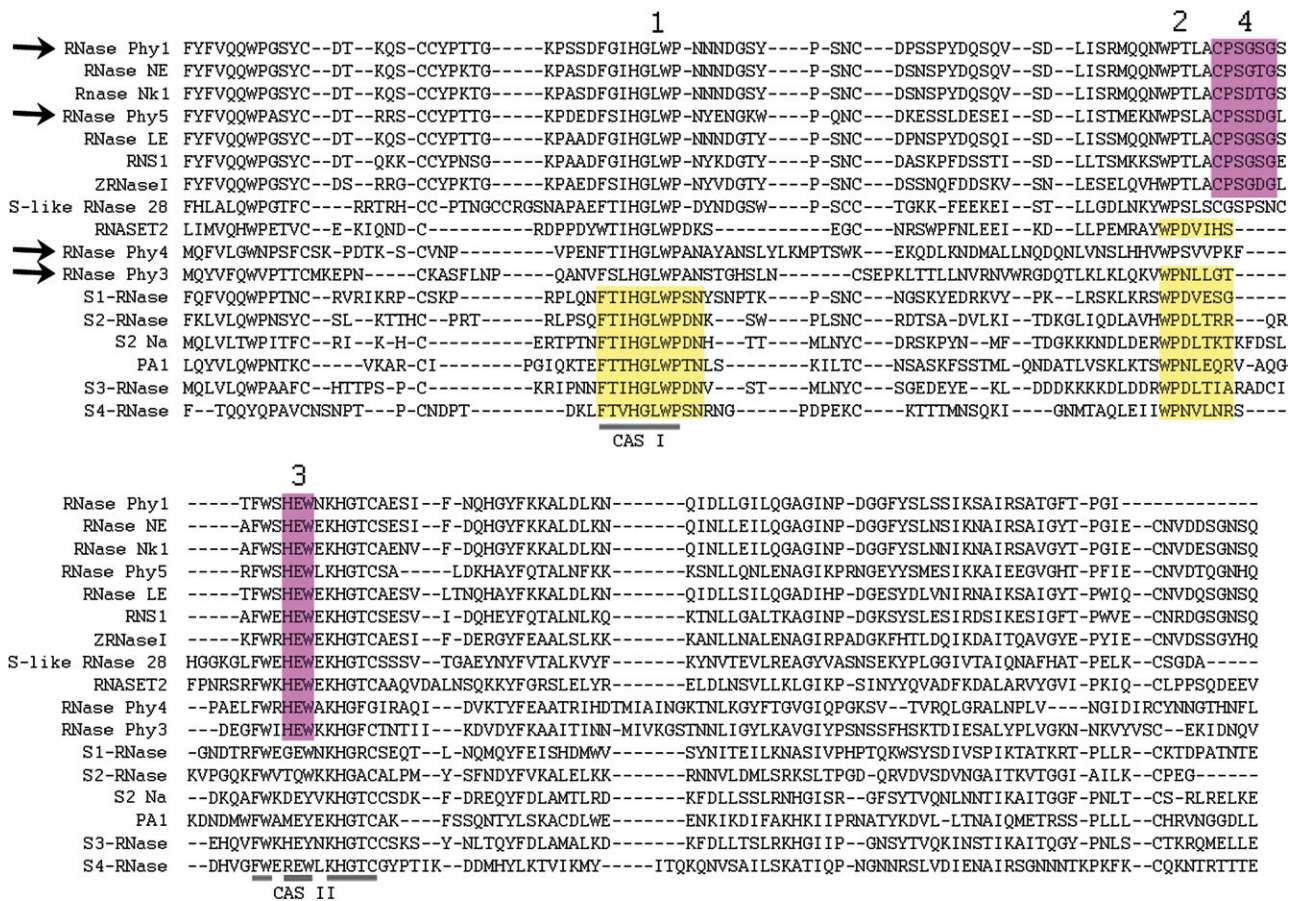 1 2 4
RNase Phy1 FYFVQQWPGSYC--DT--KQS-CCYPTTG------KPSSDFGIHGLWP-NNNDGSY----P-SNC--DPSSPYDQSQV--SD--LISRMQQNWPTLACPSGSGS
RNase NE FYFVQQWPGSYC--DT--KQS-CCYPKTG------KPASDFGIHGLWP-NNNDGSY----P-SNC--DSNSPYDQSQV--SD--LISRMQQNWPTLACPSGTGS
Rnase Nk1 FYFVQQWPGSYC--DT--KQS-CCYPKTG------KPASDFGIHGLWP-NNNDGSY----P-SNC--DSNSPYDQSQV--SD--LISRMQQNWPTLACPSDTGS
RNase Phy5 FYFVQQWPASYC--DT--RRS-CCYPTTG------KPDEDFSIHGLWP-NYENGKW----P-QNC--DKESSLDESEI--SD--LISTMEKNWPSLACPSSDGL
RNase LE FYFVQQWPGSYC--DT--KQS-CCYPTTG------KPAADFGIHGLWP-NNNDGTY----P-SNC--DPNSPYDQSQI--SD--LISSMQQNWPTLACPSGSGS
RNS1 FYFVQQWPGSYC--DT--QKK-CCYPNSG------KPAADFGIHGLWP-NYKDGTY----P-SNC--DASKPFDSSTI--SD--LLTSMKKSWPTLACPSGSGE
ZRNaseI FYFVQQWPGSYC--DS--RRG-CCYPTTG------KPAEDFSIHGLWP-NYVDGTY----P-SNC--DSSNQFDDSKV--SN--LESELQVHWPTLACPSGDGL
S-like RNase 28 FHLALQWPGTFC---RRTRH-CC-PTNGCCRGSNAPAEFTIHGLWP-DYNDGSW----P-SCC--TGKK-FEEKEI--ST--LLGDLNKYWPSLSCGSPSNC
RNASET2 LIMVQHWPETVC--E-KIQND-C--------RDPPDYWTIHGLWP-DKS---------EGC--NRSWPFNLEEI--KD--LLPEMRAYWPDVIHS-----
RNase Phy4 MQFVLGWNPSFCSK-PDTK-S-CVNP-------VPENFTIHGLWPANAYANSLYLKMPTSWK---EKQDLKNDMALLNQDQNLVNSLHHVWPSVVPKF----
RNase Phy3 MQYVFQWVPTTCMKEPN----CKASFLNP-----QANVFSLHGLWPANSTGHSLN-----CSEPKLTTLLNVRNVWRGDQTLKLKLQKVWPNLLGT-----
S1-RNase FQFVLQWPPTNC--RVRIKRP-CSKP-------RPLQNFTIHGLWPSNYSNPTK-----P-SNC--NGSKYEDRKVY--PK--LRSKLKRSWPDVESG-----
S2-RNase FKLVLQWPNSYC--SL--KTTHC--PRT-----RLPSQFTIHGLWPDNK---SW----PLSNC--RDTSA-DVLKI--TDKGLIQDLAVHWPDLTRR---QR
S2 Na MQLVLTWPITFC--RI--K-H-C---------ERTPTNFTIHGLWPDNH---TT----MLNYC--DRSKPYN---MF--TDGKKKNDLDERWPDLTKTKFDSL
PA1 LQYVLQWPNTKC-----VKAR-CI-----PGIQKTEFTTHGLWPTNLS------KILTC--NSASKFSSTML-QNDATLVSKLKTSWPNLEQRV-AQG
S3-RNase MQLVLQWPAAFC--HTTPS-P-C---------KRIPNNFTIHGLWPDNV---ST----MLNYC--SGEDEYE---KL--DDDKKKKDLDDRWPDLTIARADCI
S4-RNase F--TQQYQPAVCNSNPT---P-CNDPT------DKLFTVHGLWPSNRNG-----PDPEKC---KTTTMNSQKI---GNMTAQLEIIWPNVLNRS----
CAS I
3
RNase Phy1 -----TFWSHEWNKHGTCAESI--F-NQHGYFKKALDLKN-------QIDLLGILQGAGINP-DGGFYSLSSIKSAIRSATGFT-PGI------------
RNase NE -----AFWSHEWEKHGTCSESI--F-DQHGYFKKALDLKN-------QINLLEILQGAGINP-DGGFYSLNSIKNAIRSAIGYT-PGIE--CNVDDSGNSQ
RNase Nk1 -----AFWSHEWEKHGTCAENV--F-DQHGYFKKALDLKN-------QINLLEILQGAGINP-DGGFYSLNNIKNAIRSAVGYT-PGIE--CNVDESGNSQ
RNase Phy5 -----RFWSHEWLKHGTCSA-----LDKHAYFQTALNFKK-------KSNLLQNLENAGIKPRNGEYYSMESIKKAIEEGVGHT-PFIE--CNVDTQGNHQ
RNase LE -----TFWSHEWEKHGTCAESV--LTNQHAYFKKALDLKN-------QIDLLSILQGADIHP-DGESYDLVNIRNAIKSAIGYT-PWIQ--CNVDQSGNSQ
RNS1 -----AFWEHEWEKHGTCSESV--I-DQHEYFQTALNLKQ-------KTNLLGALTKAGINP-DGKSYSLESIRDSIKESIGFT-PWVE--CNRDGSGNSQ
ZRNaseI -----KFWRHEWEKHGTCSESI--F-DERGYFEAALSLKK-------KANLLNALENAGIRPADGKFHTLDQIKDAITQAVGYE-PYIE--CNVDSSGYHQ
S-like RNase 28 HGGKGLFWEHEWEKHGTCSSSV--TGAEYNYFVTALKVYF-------KYNVTEVLREAGYVASNSEKYPLGGIVTAIQNAFHAT-PELK--CSGDA-----
RNASET2 FPNRSRFWKHEWEKHGTCAAQVDALNSQKKYFGRSLELYR-------ELDLNSVLLKLGIKP-SINYYQVADFKDALARVYGVI-PKIQ--CLPPSQDEEV
RNase Phy4 --PAELFWRHEWAKHGFGIRAQI--DVKTYFEAATRIHDTMIAINGKTNLKGYFTGVGIQPGKSV--TVRQLGRALNPLV----NGIDIRCYNNGTHNFL
RNase Phy3 --DEGFWIHEWKKHGFCTNTII---KDVDYFKAAITINN-MIVKGSTNNLIGYLKAVGIYPSNSSFHSKTDIESALYPLVGKN-NKVYVSC--EKIDNQV
S1-RNase -GNDTRFWEGEWNKHGRCSEQTL--NQMQYFEISHDMWV------SYNITEILKNASIVPHPTQKWSYSDIVSPIKTATKRT-PLLR--CKTDPATNTE
S2-RNase KVPGQKFWVTQWKKHGACALPM---Y-SFNDYFVKALELKK-------RNNVLDMLSRKSLTPGD-QRVDVSDVNGAITKVTGGI-AILK--CPEG-----
S2 Na --DKQAFWKDEYVKHGTCCSDK--F-DREQYFDLAMTLRD-------KFDLLSSLRNHGISR--GFSYTVQNLNNTIKAITGGF-PNLT--CS-RLRELKE
PA1 KDNDMWFWAMEYEKHGTCAK-----FSSQNTYLSKACDLWE------ENKIKDIFAKHKIIPRNATYKDVL-LTNAIQMETRSS-PLLL--CHRVNGGDLL
S3-RNase --EHQVFWKHEYNKHGTCCSKS---YNLTQYFDLAMALKD-------KFDLLTSLRKHGIIP--GNSYTVQKINSTIKAITQGY-PNLS--CTKRQMELLE
S4-RNase --DHVGFWEREWLKHGTCGYPTIK--DDMHYLKTVIKMY-----ITQKQNVSAILSKATIQP-NGNNRSLVDIENAIRSGNNNTKPKFK--CQKNTRTTTE
CAS II